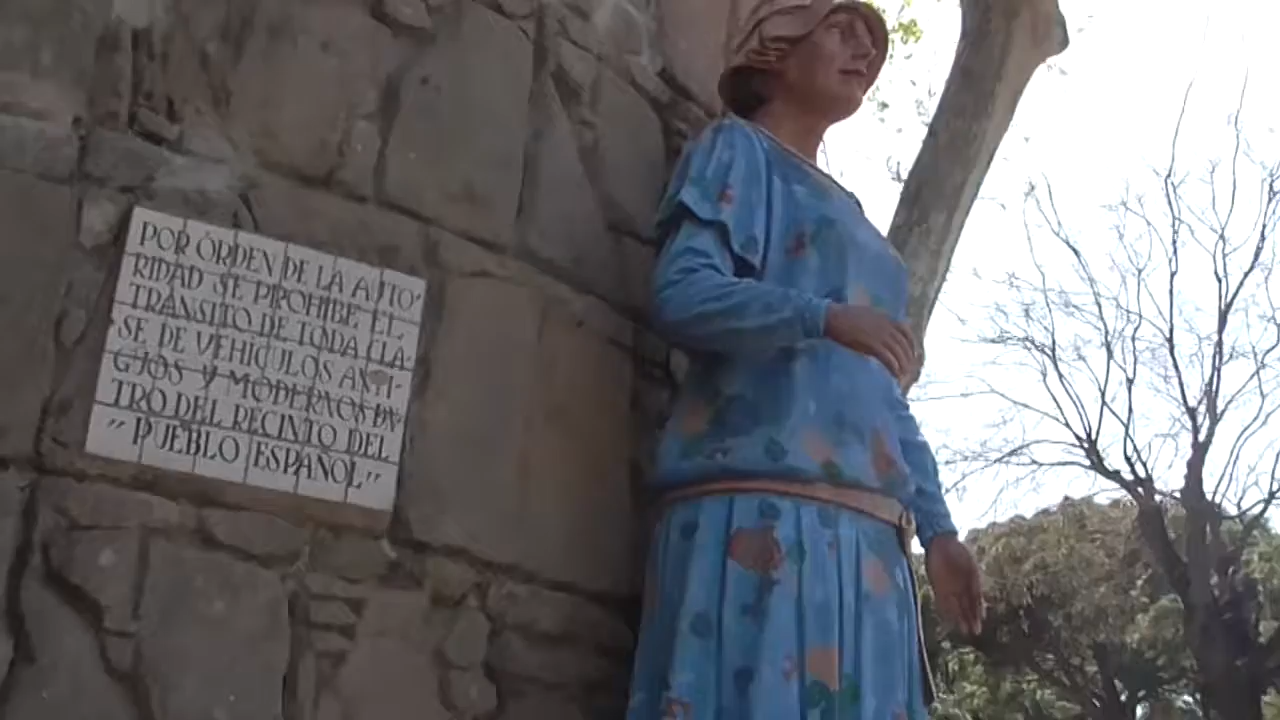 POR ORDEN DE LA AUTO-
RIDAD SE PROHIBE EL
TRANSITO DE TODA CLA-
SE DE VEHICULOS ANTI-
GUOS Y MODERNOS DEN-
TRO DEL RECINTO DEL
"PUEBLO ESPAÑOL"